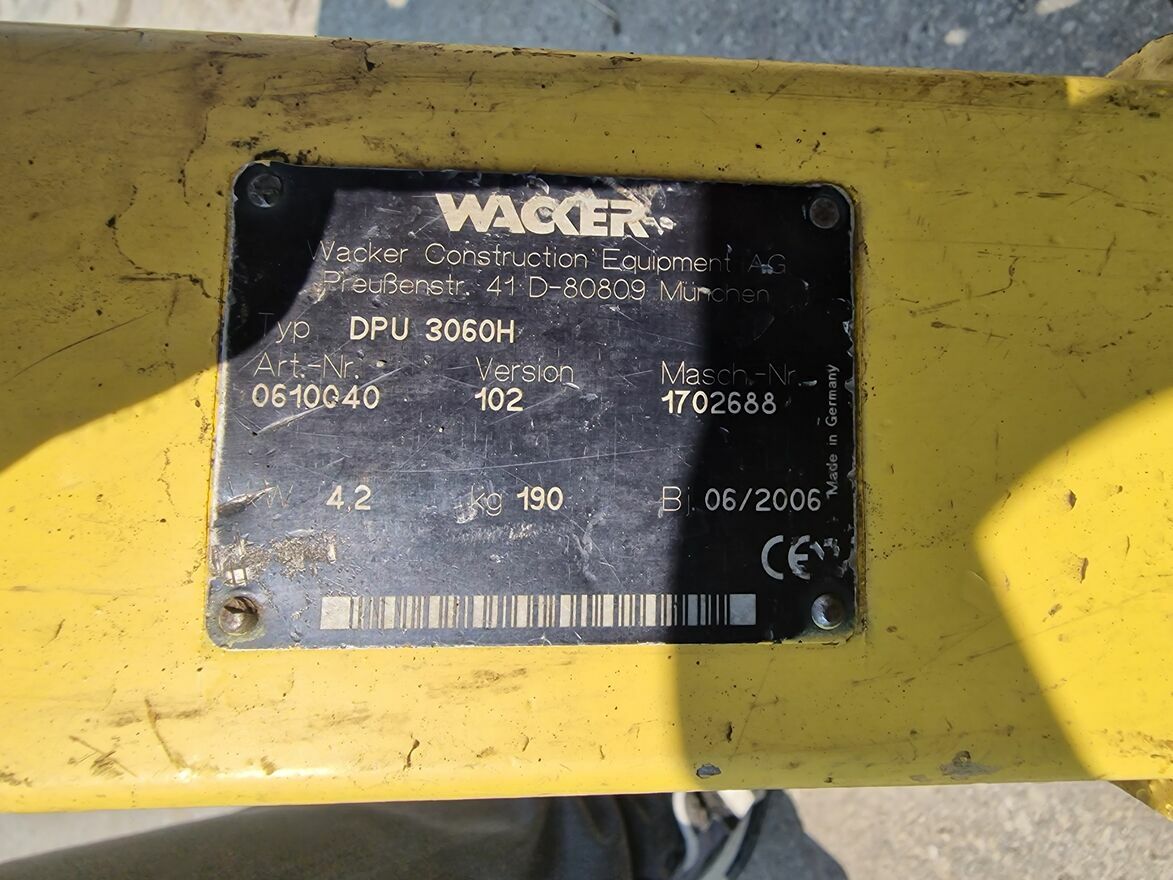 WACKER
Wacker Construction Equipment AG
Preußenstr. 41 D-80809 München
Typ DPU 3060H
Art.-Nr. Version Masch.-Nr.
0610040 102 1702688
4,2 kg 190 Bj. 06/2006
Made in Germany
CE